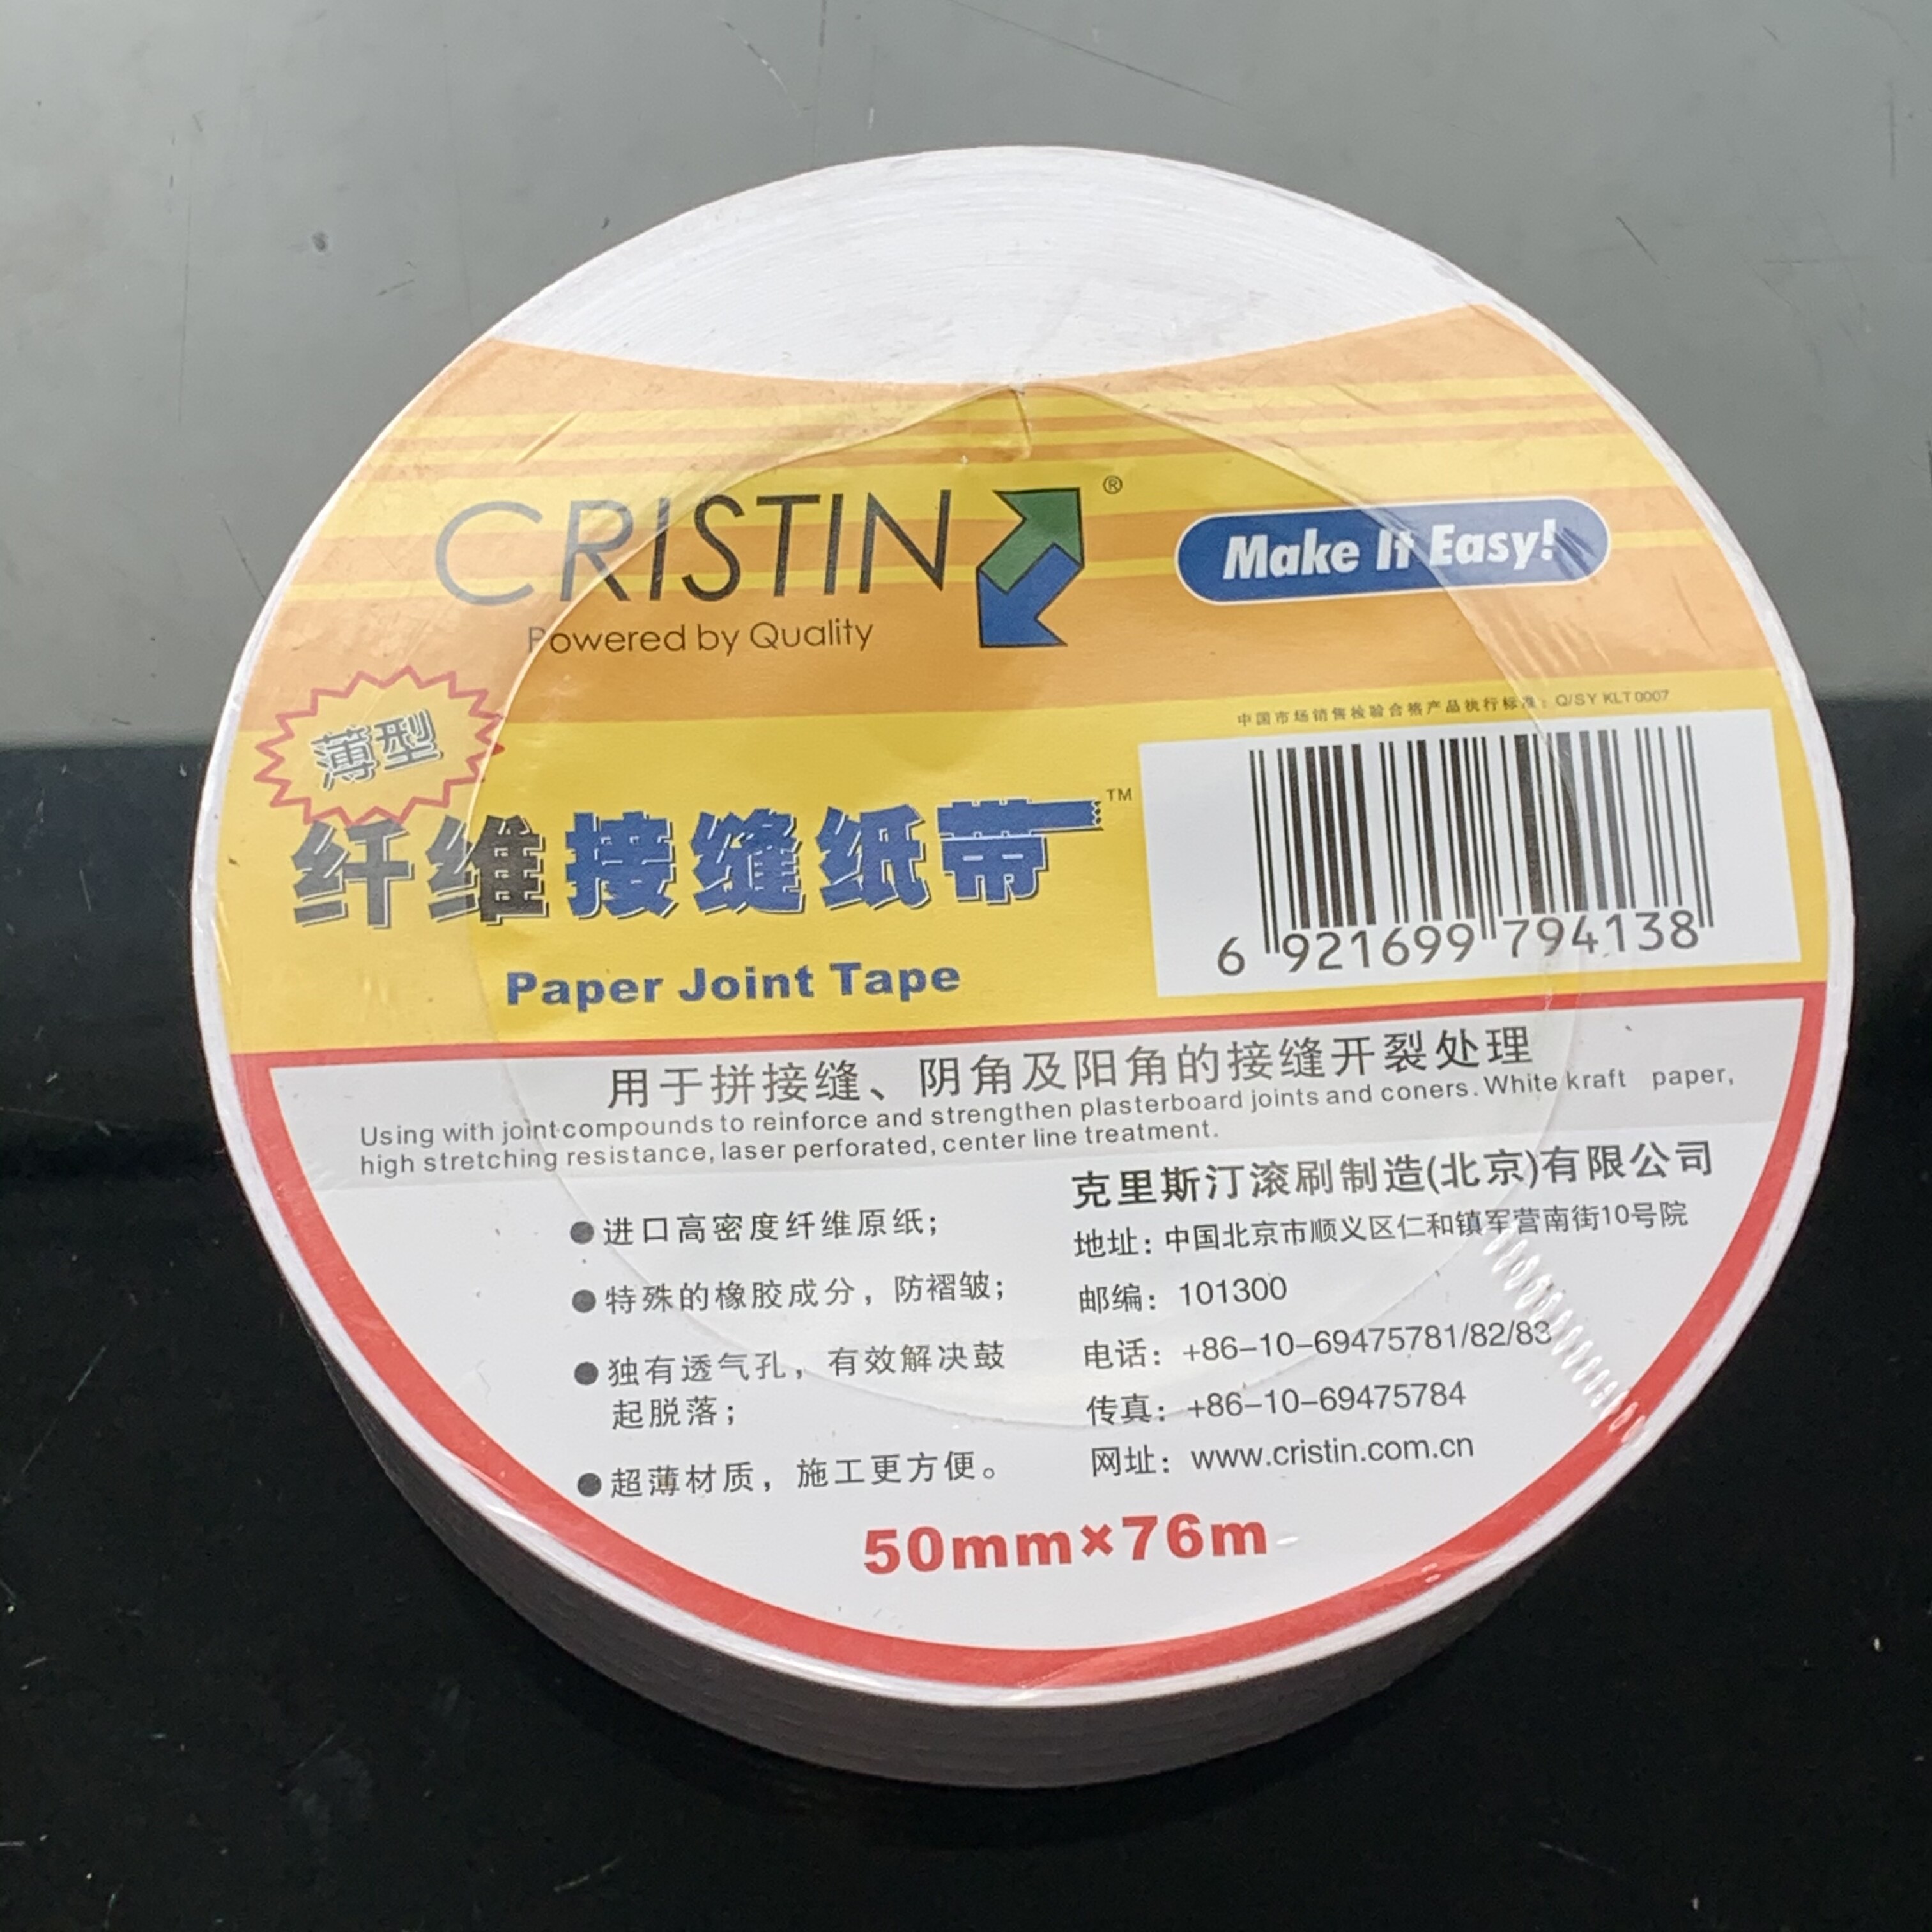 CRISTIN ®
Powered by Quality
Make It Easy!
薄型
中国市场销售检验合格产品执行标准：Q/SY KLT0007
纤维接缝纸带 ™
Paper Joint Tape
6 921699 794138
用于拼接缝、阴角及阳角的接缝开裂处理
Using with joint compounds to reinforce and strengthen plasterboard joints and coners. White kraft paper,
high stretching resistance, laser perforated, center line treatment.
●进口高密度纤维原纸；
●特殊的橡胶成分，防褶皱；
●独有透气孔，有效解决鼓
起脱落；
●超薄材质，施工更方便。
克里斯汀滚刷制造(北京)有限公司
地址：中国北京市顺义区仁和镇军营南街10号院
邮编：101300
电话：+86-10-69475781/82/83
传真：+86-10-69475784
网址：www.cristin.com.cn
50mm×76m